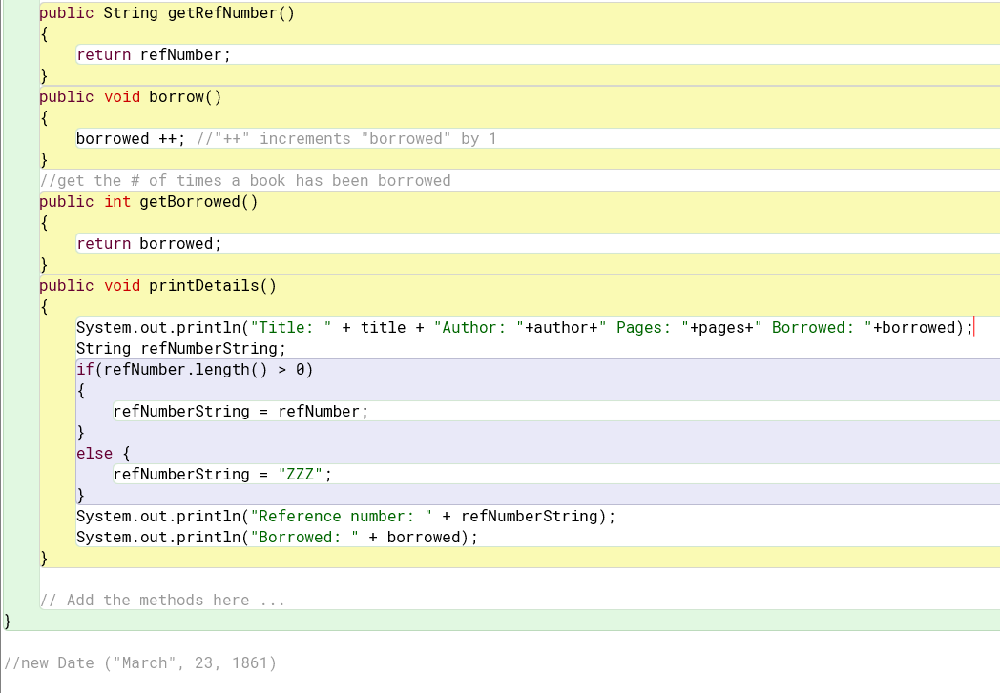 public String getRefNumber()
{
return refNumber;
}
public void borrow()
{
borrowed ++; //"++" increments "borrowed" by 1
}
//get the # of times a book has been borrowed
public int getBorrowed()
{
return borrowed;
}
public void printDetails()
{
System.out.println("Title: " + title + "Author: "+author+" Pages: "+pages+" Borrowed: "+borrowed);
String refNumberString;
if(refNumber.length() > 0)
{
refNumberString = refNumber;
}
else {
refNumberString = "ZZZ";
}
System.out.println("Reference number: " + refNumberString);
System.out.println("Borrowed: " + borrowed);
}
// Add the methods here ...
}
//new Date ("March", 23, 1861)